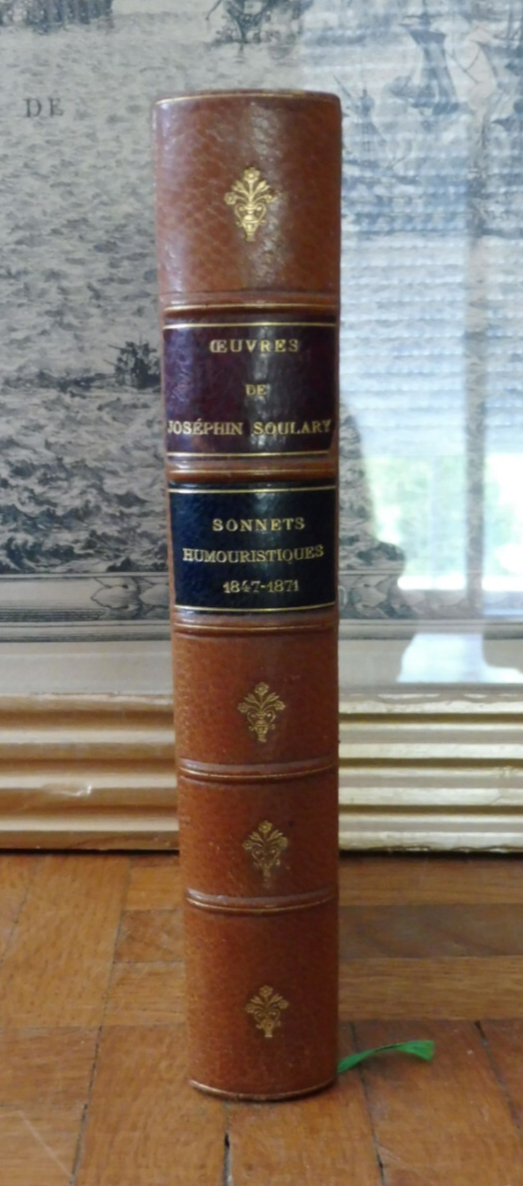 DE
ŒUVRES
DE
JOSÉPHIN SOULARY
SONNETS
HUMOURISTIQUES
1847-1871